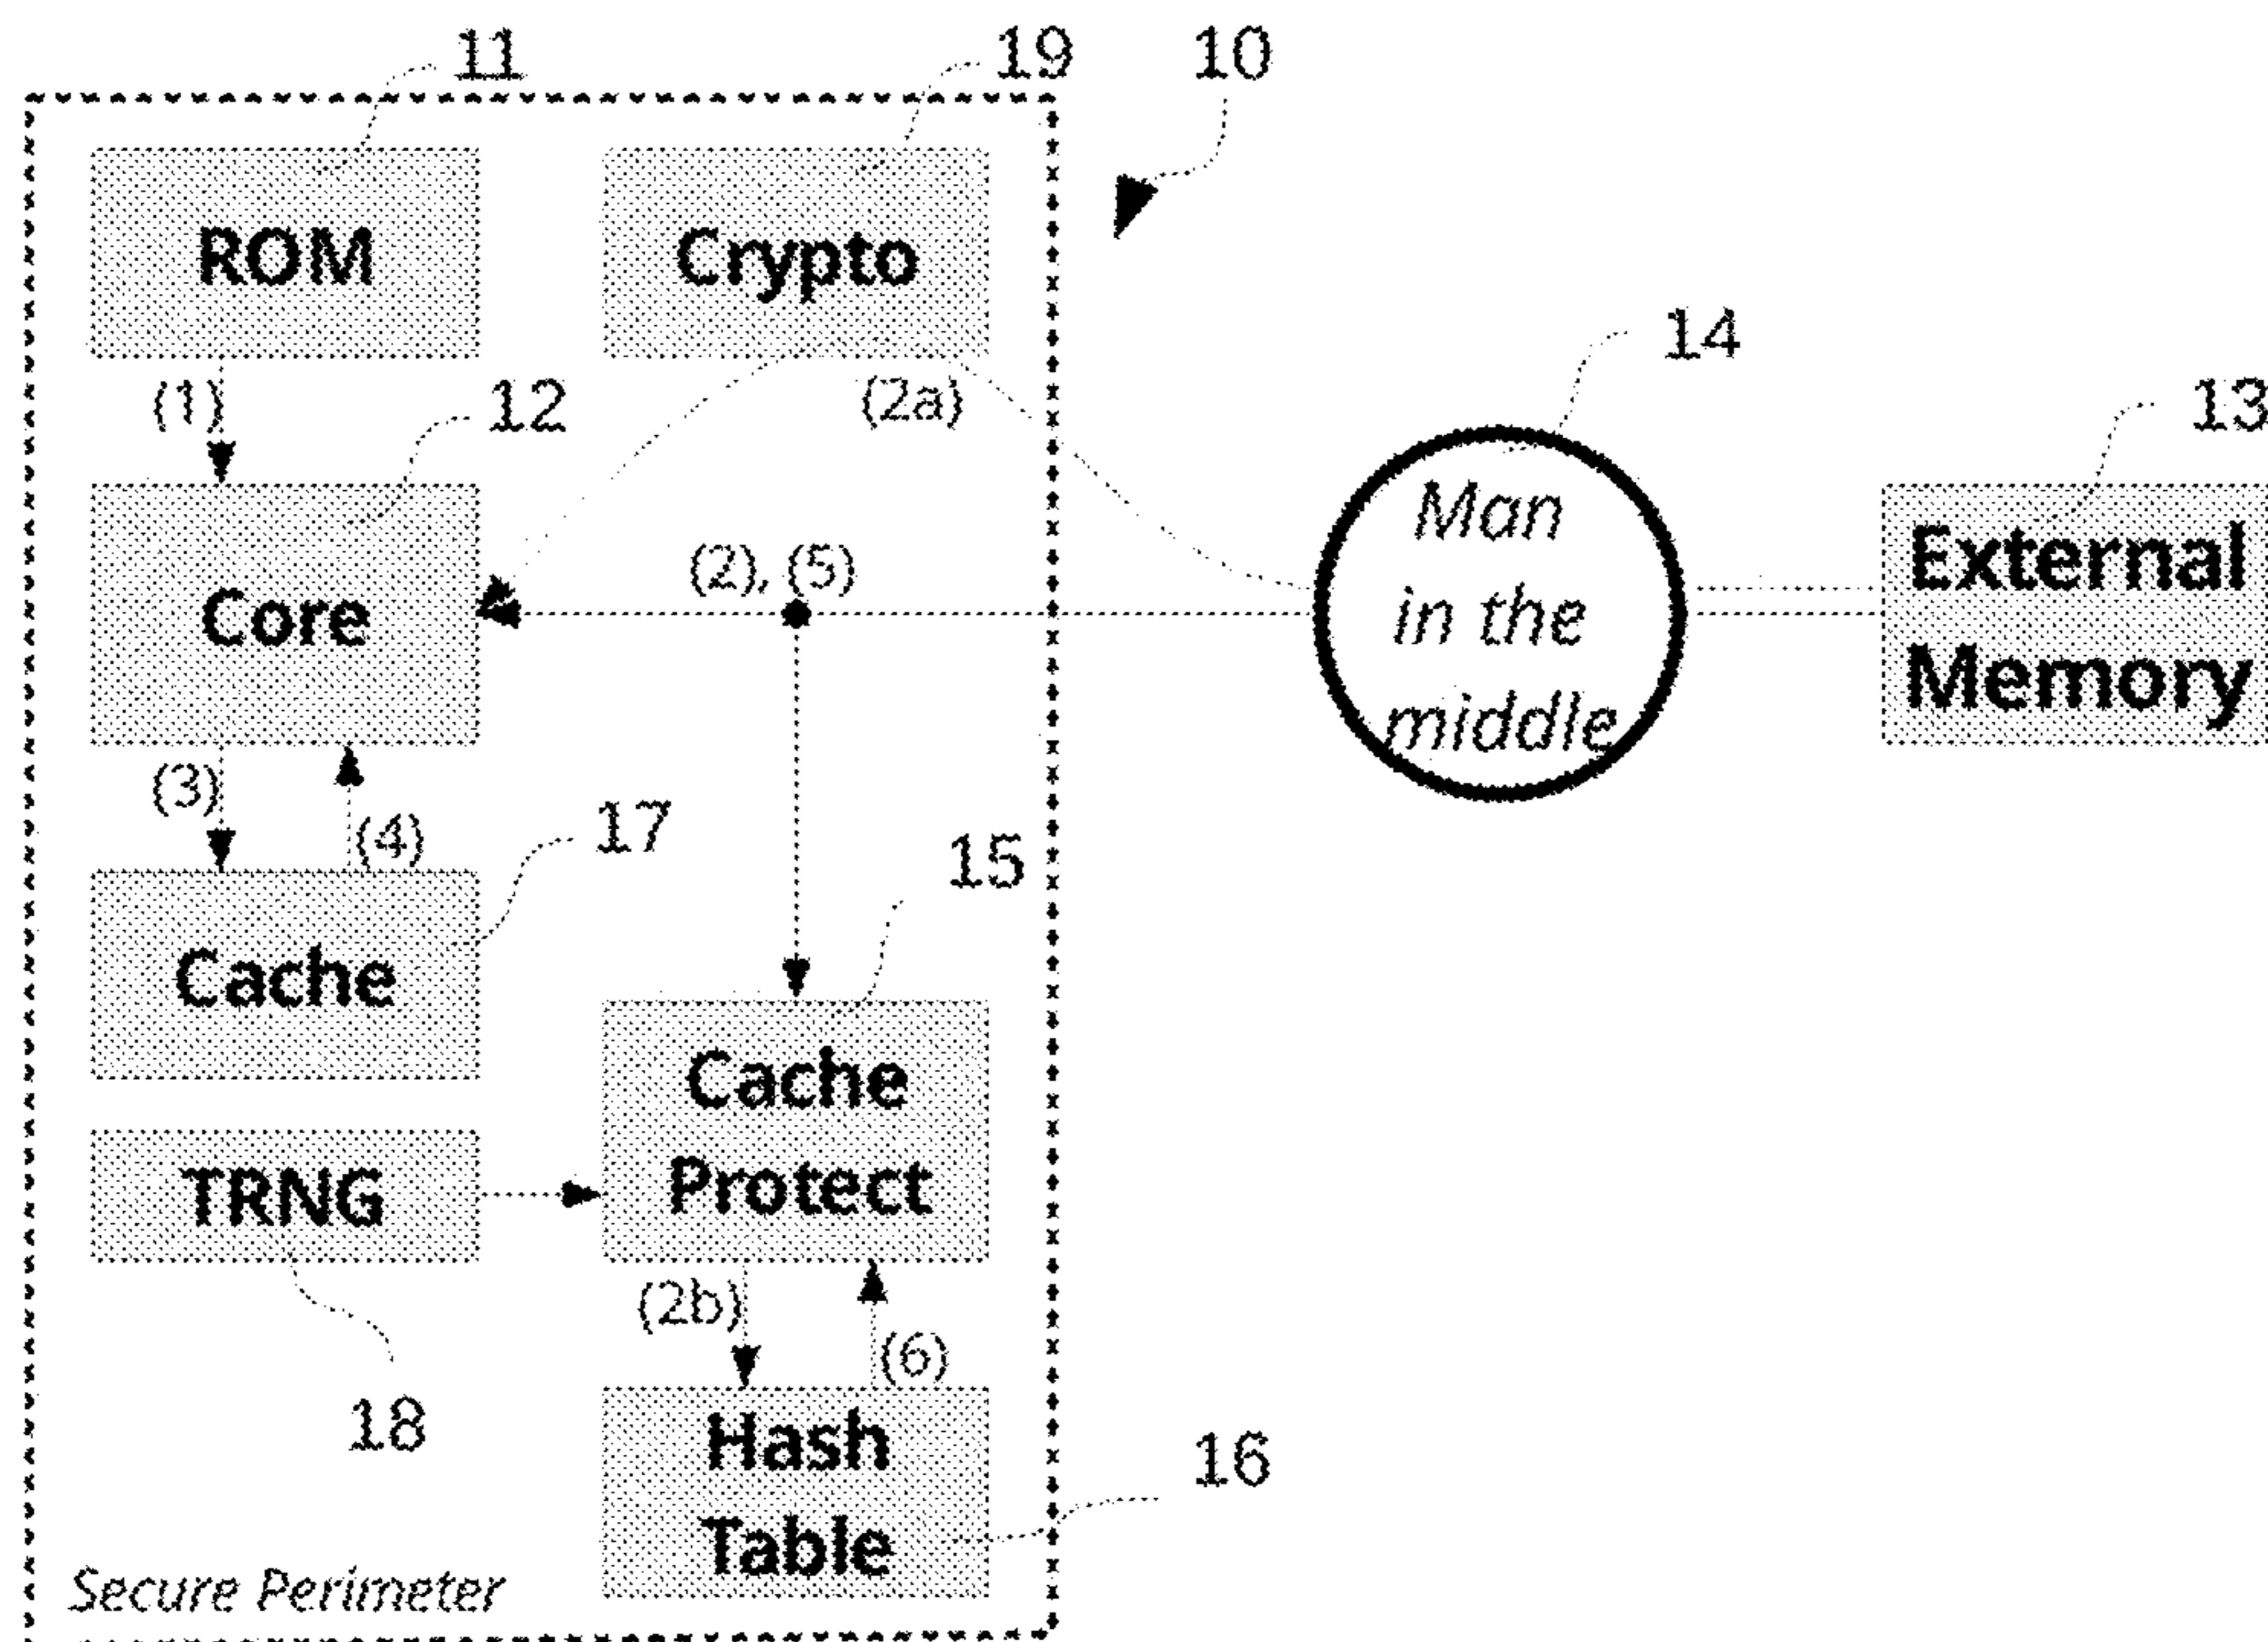 11
19
10
ROM
Crypto
14
(1)
12
(2a)
13
Man
in the
middle
External
Memory
(2), (5)
Core
(3)
(4)
17
15
Cache
Cache
Protect
TRNG
(2b)
(6)
18
Hash
Table
16
Secure Perimeter